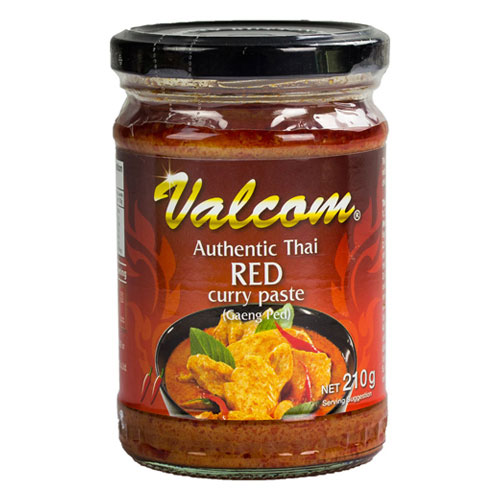 Valcom®
Authentic Thai
RED
curry paste
(Gaeng Ped)
NET 210g
Serving Suggestion